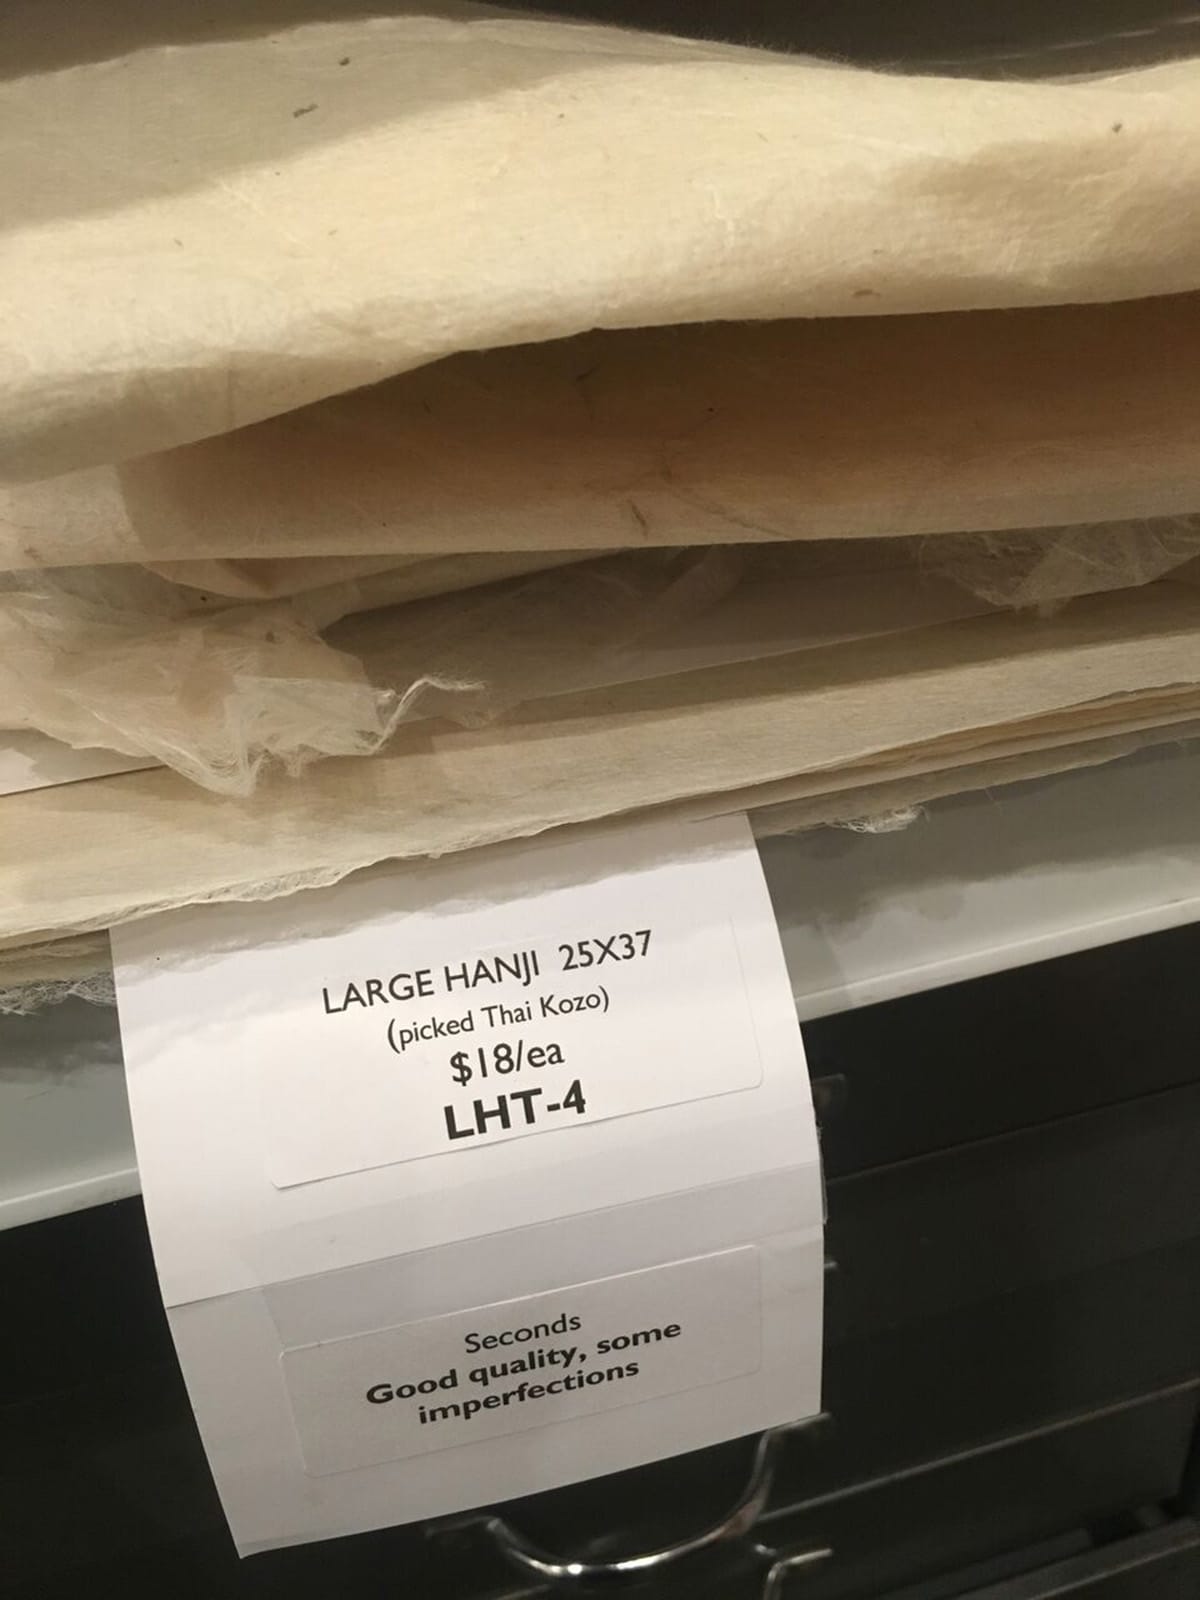 LARGE HANJI 25X37
(picked Thai Kozo)
$18/ea
LHT-4
Seconds
Good quality, some
imperfections